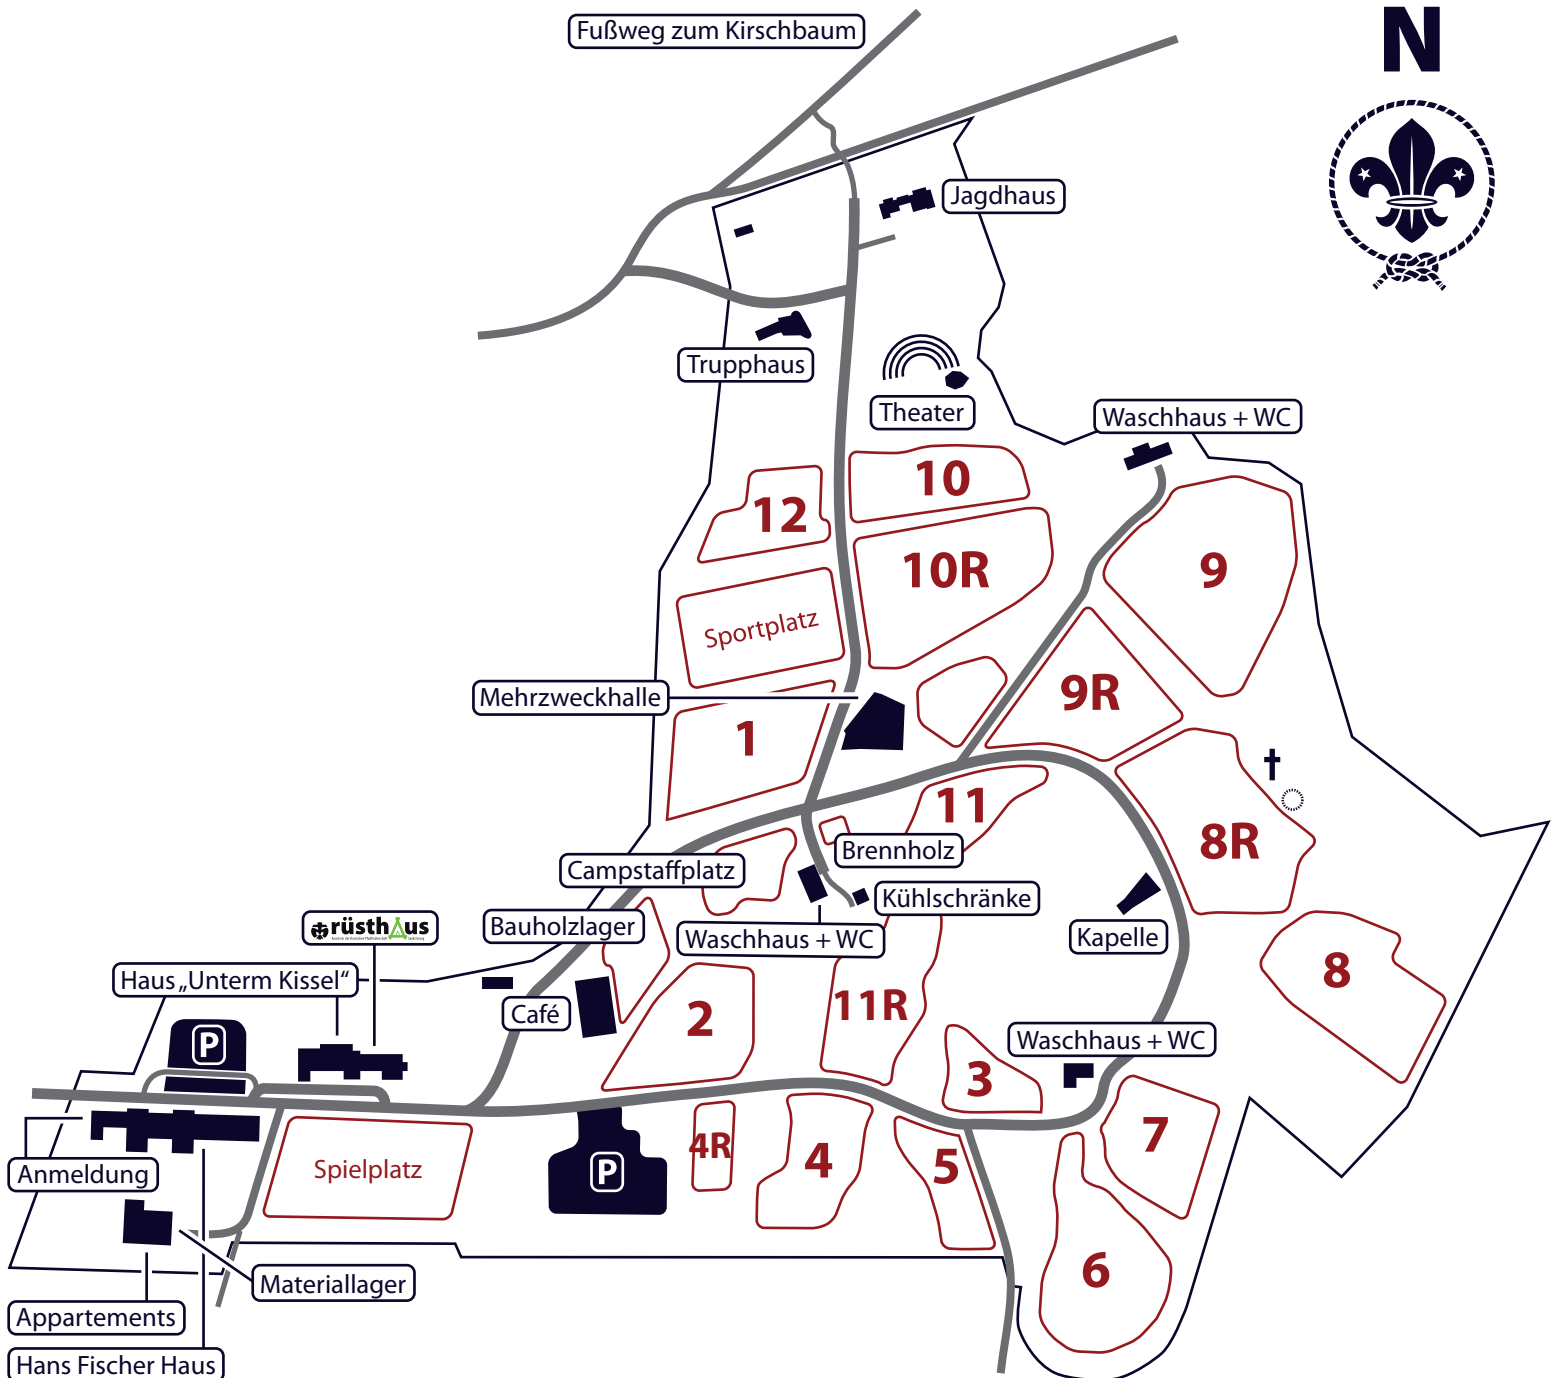 Fußweg zum Kirschbaum
N
Jagdhaus
Trupphaus
Theater
Waschhaus + WC
10
12
10R
9
Sportplatz
Mehrzweckhalle
9R
1
11
8R
Brennholz
Campstaffplatz
Kühlschränke
Bauholzlager
rüsthaus
Waschhaus + WC
Kapelle
Haus „Unterm Kissel“
8
11R
Café
2
P
Waschhaus + WC
3
7
4R
4
5
Spielplatz
P
Anmeldung
6
Materiallager
Appartements
Hans Fischer Haus